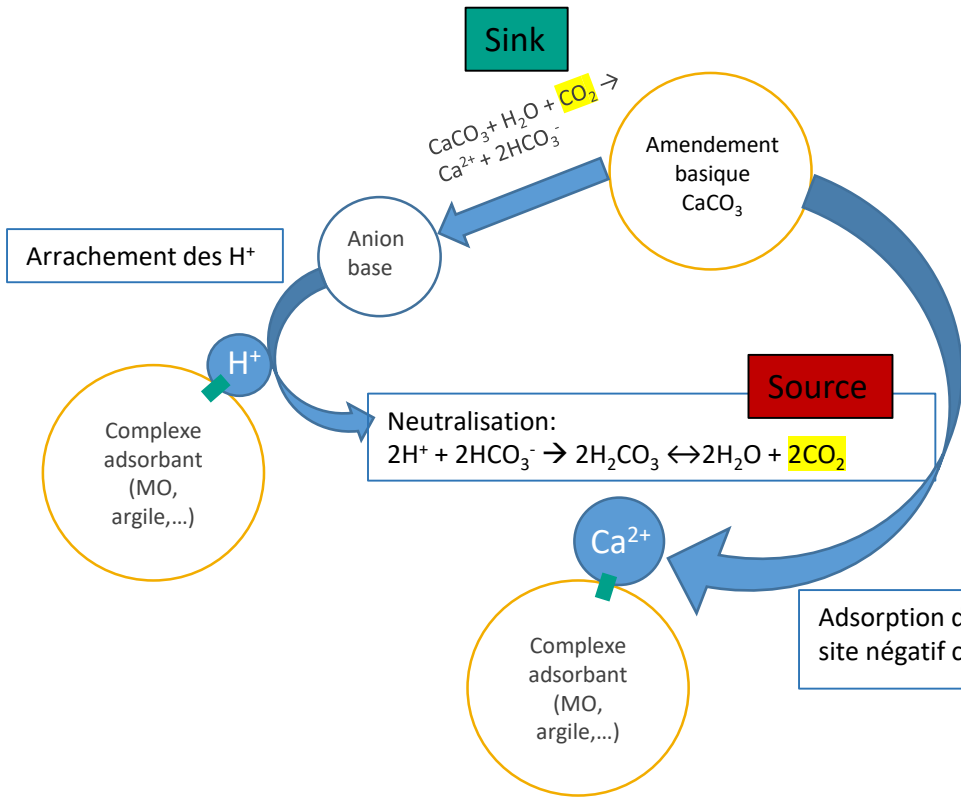 Sink
CaCO₃+ H₂O + CO₂ →
Ca²⁺ + 2HCO₃⁻
Amendement
basique
CaCO₃
Anion
base
Arrachement des H⁺
H⁺
Complexe
adsorbant
(MO,
argile,…)
Source
Neutralisation:
2H⁺ + 2HCO₃⁻ → 2H₂CO₃ ↔2H₂O + 2CO₂
Ca²⁺
Adsorption
site négatif
Complexe
adsorbant
(MO,
argile,…)